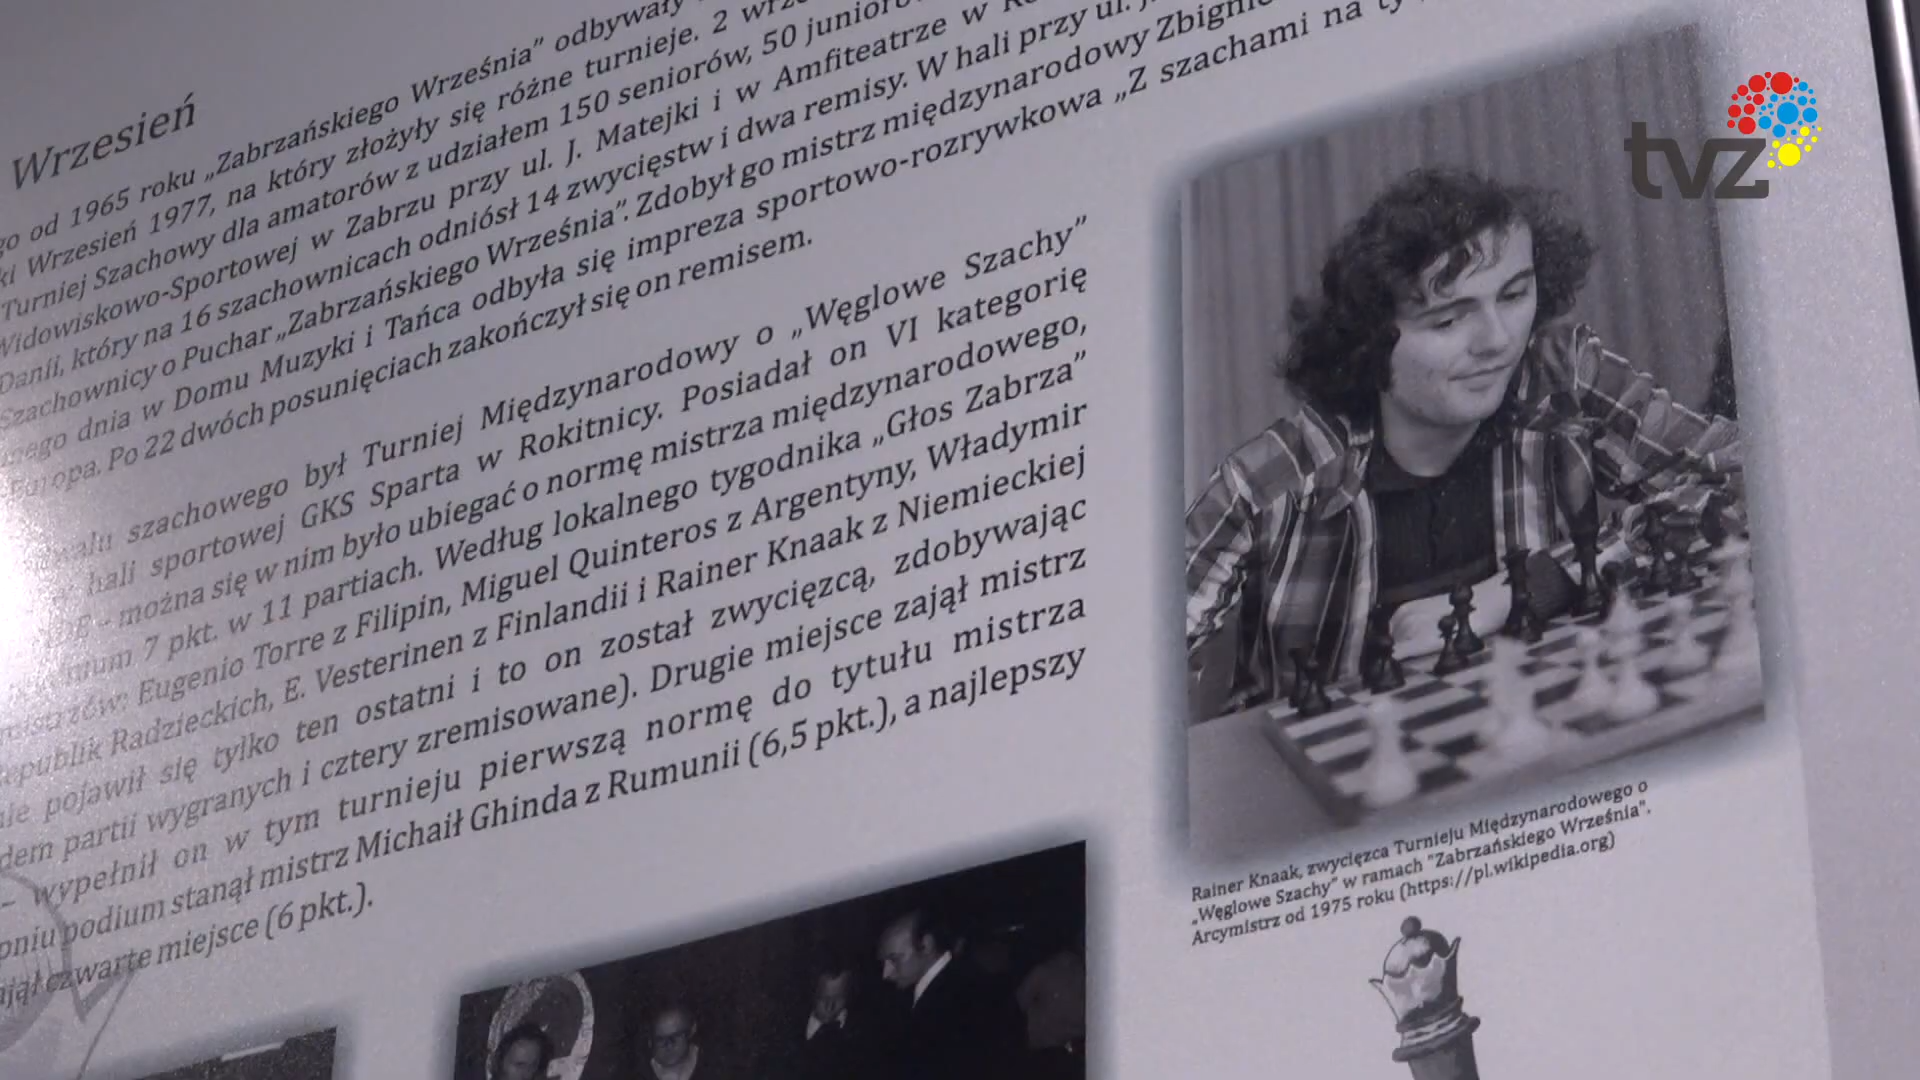 Wrzesień
go od 1965 roku „Zabrzańskiego Września” odbywały
ki Wrzesień 1977, na który złożyły się różne turnieje. 2
Turniej Szachowy dla amatorów z udziałem 150 seniorów, 50
Widowiskowo-Sportowej w Zabrzu przy ul. J. Matejki i w Amfiteatrze w
Danii, który na 16 szachownicach odniósł 14 zwycięstw i dwa remisy. W hali przy ul. J.
Szachownicy o Puchar „Zabrzańskiego Września”. Zdobył go mistrz międzynarodowy
dnia w Domu Muzyki i Tańca odbyła się impreza sportowo-rozrywkowa „Z szachami na
Europa. Po 22 dwóch posunięciach zakończył się on remisem.
szachowego był Turniej Międzynarodowy o „Węglowe Szachy”
hali sportowej GKS Sparta w Rokitnicy. Posiadał on VI kategorię
– można się w nim było ubiegać o normę mistrza międzynarodowego,
7 pkt. w 11 partiach. Według lokalnego tygodnika „Głos Zabrza”
Eugenio Torre z Filipin, Miguel Quinteros z Argentyny, Władymir
Republik Radzieckich, E. Vesterinen z Finlandii i Rainer Knaak z Niemieckiej
nie pojawił się tylko ten ostatni i to on został zwycięzcą, zdobywając
dem partii wygranych i cztery zremisowane). Drugie miejsce zajął mistrz
– wypełnił on w tym turnieju pierwszą normę do tytułu mistrza
pniu podium stanął mistrz Michaił Ghinda z Rumunii (6,5 pkt.), a najlepszy
czwarte miejsce (6 pkt.).
tvz
Rainer Knaak, zwycięzca Turnieju Międzynarodowego o
„Węglowe Szachy” w ramach "Zabrzańskiego Września".
Arcymistrz od 1975 roku (https://pl.wikipedia.org)